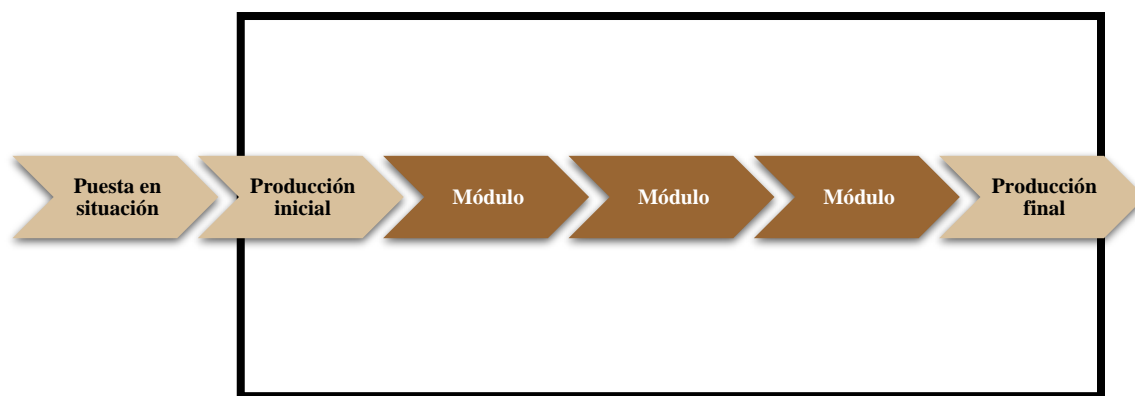 Puesta en
situación
Producción
inicial
Módulo
Módulo
Módulo
Producción
final